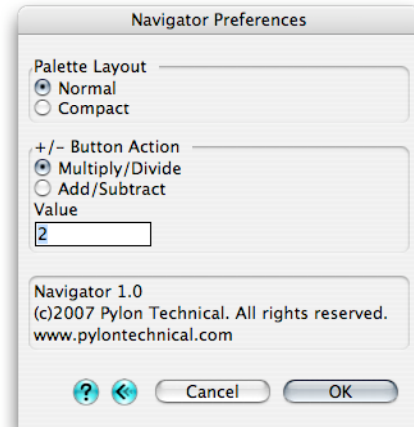 Navigator Preferences
Palette Layout
Normal
Compact
+/- Button Action
Multiply/Divide
Add/Subtract
Value
2
Navigator 1.0
(c)2007 Pylon Technical. All rights reserved.
www.pylontechnical.com
? Cancel OK